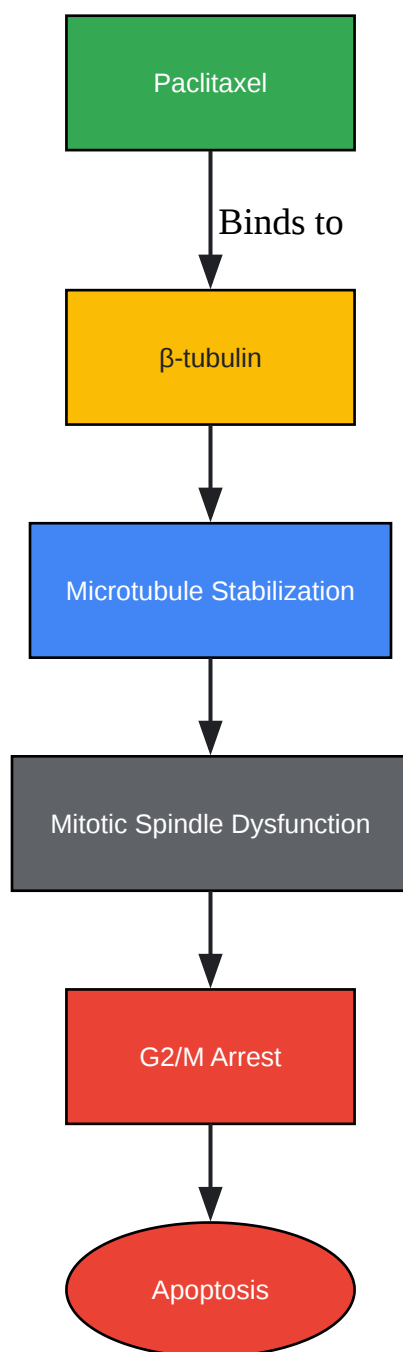 Paclitaxel
Binds to
β-tubulin
Microtubule Stabilization
Mitotic Spindle Dysfunction
G2/M Arrest
Apoptosis